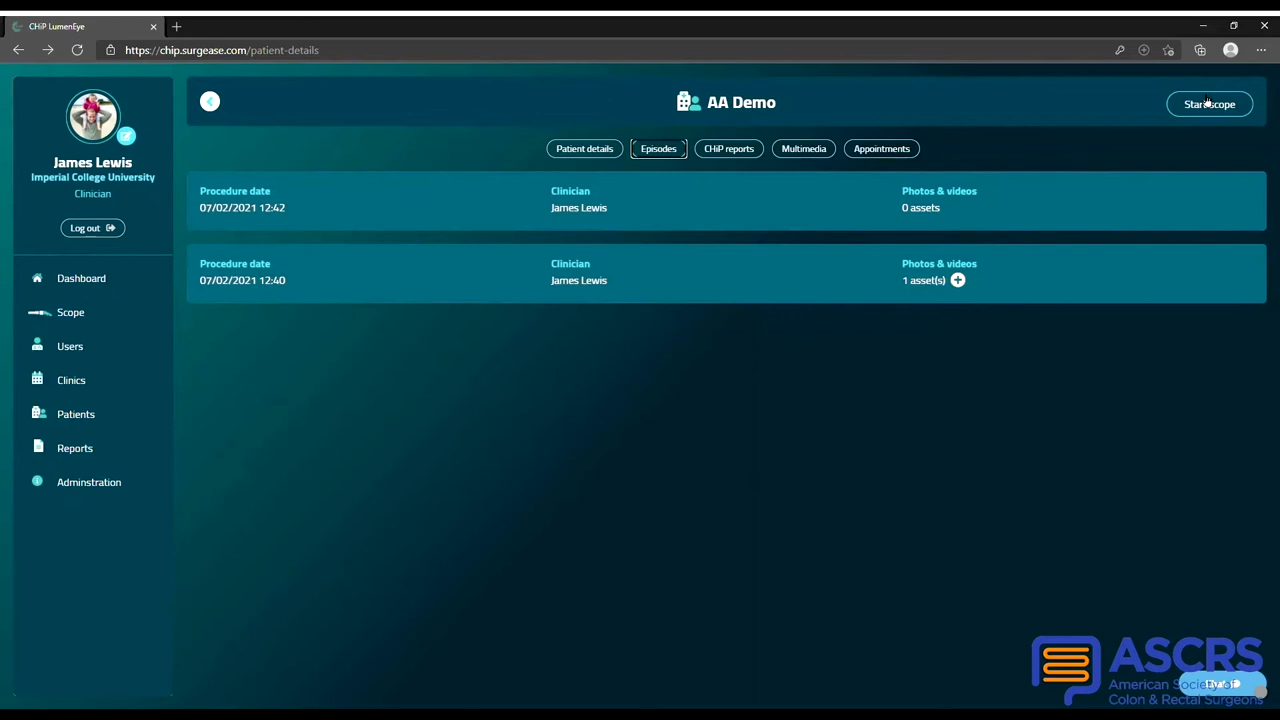 CHiP LumenEye
https://chip.surgease.com/patient-details
James Lewis
Imperial College University
Clinician
Log out
Dashboard
Scope
Users
Clinics
Patients
Reports
Adminstration
AA Demo
Start scope
Patient details
Episodes
CHiP reports
Multimedia
Appointments
Procedure date
07/02/2021 12:42
Clinician
James Lewis
Photos & videos
0 assets
Procedure date
07/02/2021 12:40
Clinician
James Lewis
Photos & videos
1 asset(s)
ASCRS
American Society of
Colon & Rectal Surgeons